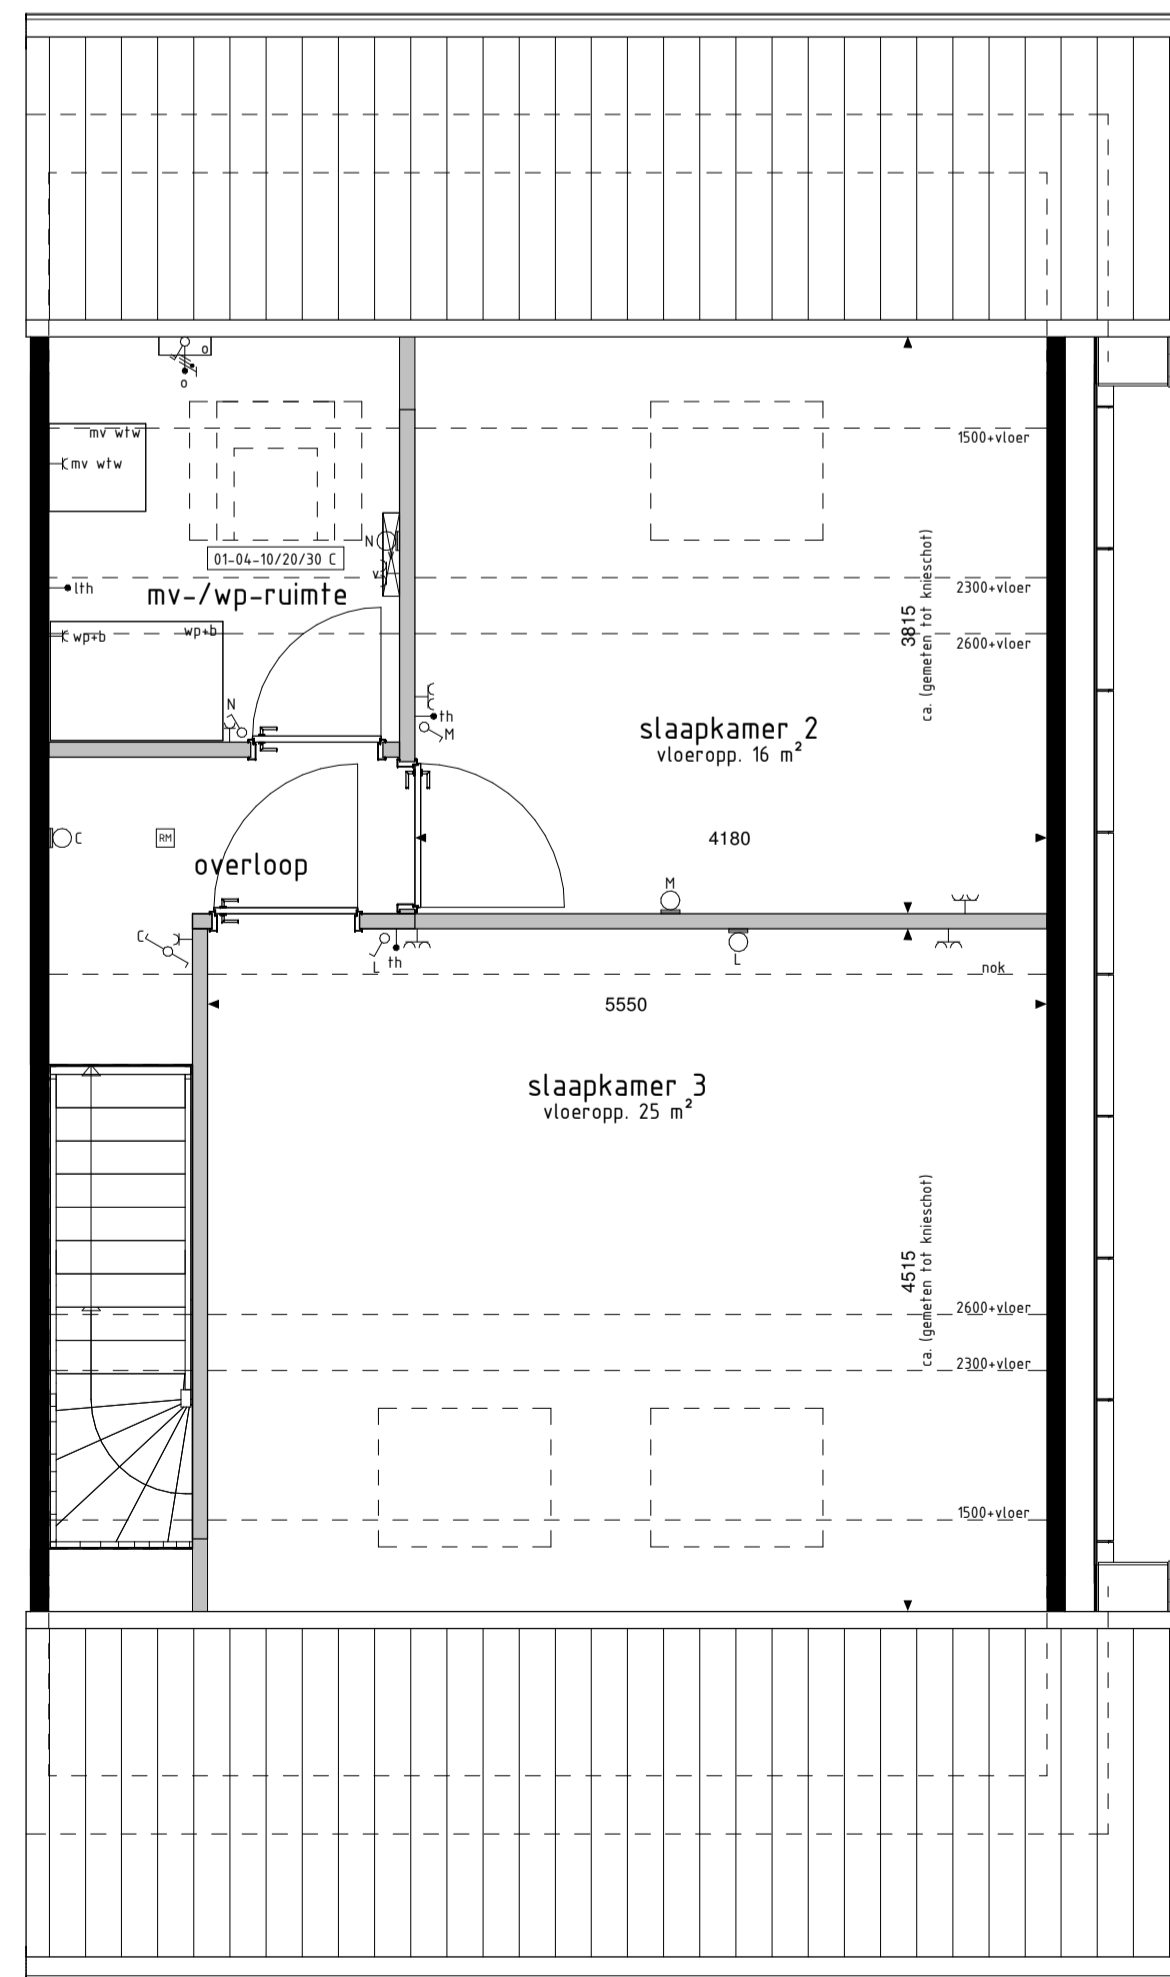 o
o
mv wtw
mv wtw
1500+vloer
N
01-04-10/20/30 C
v
lth
mv-/wp-ruimte
2300+vloer
3815
ca. (gemeten tot knieschot)
wp+b
wp+b
2600+vloer
N
th
M
slaapkamer 2
vloeropp. 16 m²
C
RM
4180
overloop
M
C
L
th
L
nok
5550
slaapkamer 3
vloeropp. 25 m²
4515
ca. (gemeten tot knieschot)
2600+vloer
2300+vloer
1500+vloer